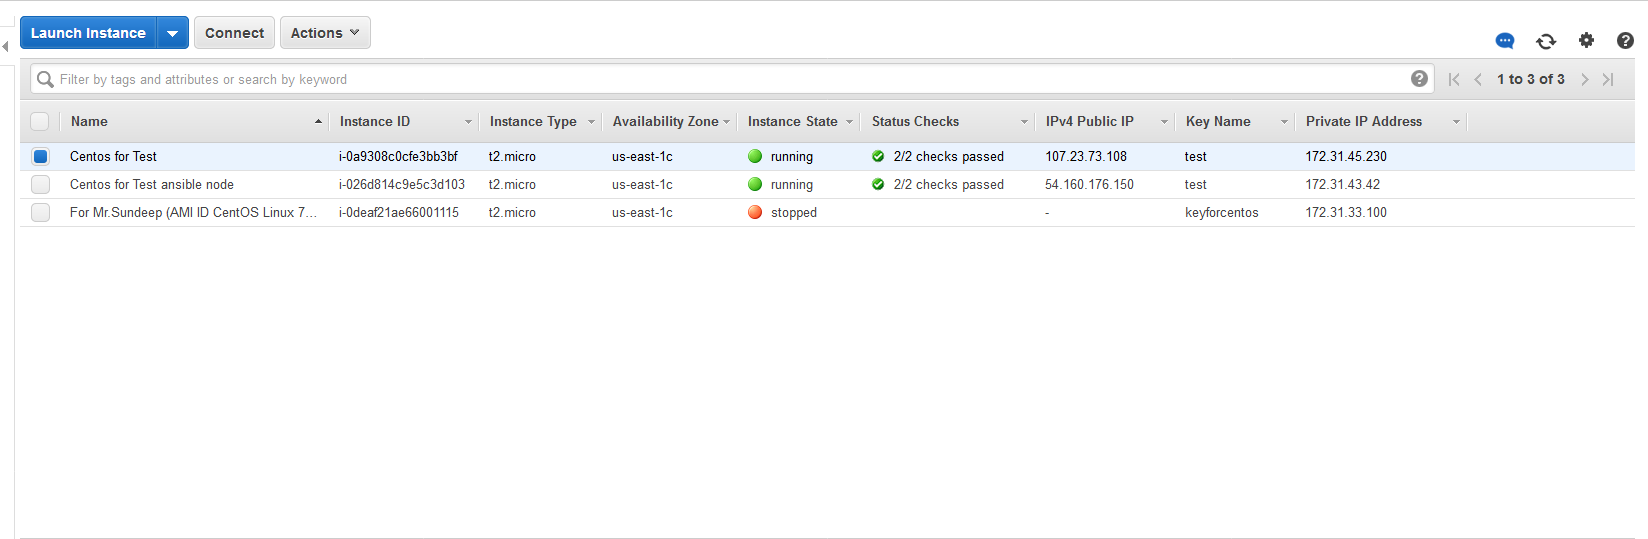 Launch Instance Connect Actions
Filter by tags and attributes or search by keyword 1 to 3 of 3
Name Instance ID Instance Type Availability Zone Instance State Status Checks IPv4 Public IP Key Name Private IP Address
Centos for Test i-0a9308c0cfe3bb3bf t2.micro us-east-1c running 2/2 checks passed 107.23.73.108 test 172.31.45.230
Centos for Test ansible node i-026d814c9e5c3d103 t2.micro us-east-1c running 2/2 checks passed 54.160.176.150 test 172.31.43.42
For Mr.Sundeep (AMI ID CentOS Linux 7... i-0deaf21ae66001115 t2.micro us-east-1c stopped - keyforcentos 172.31.33.100